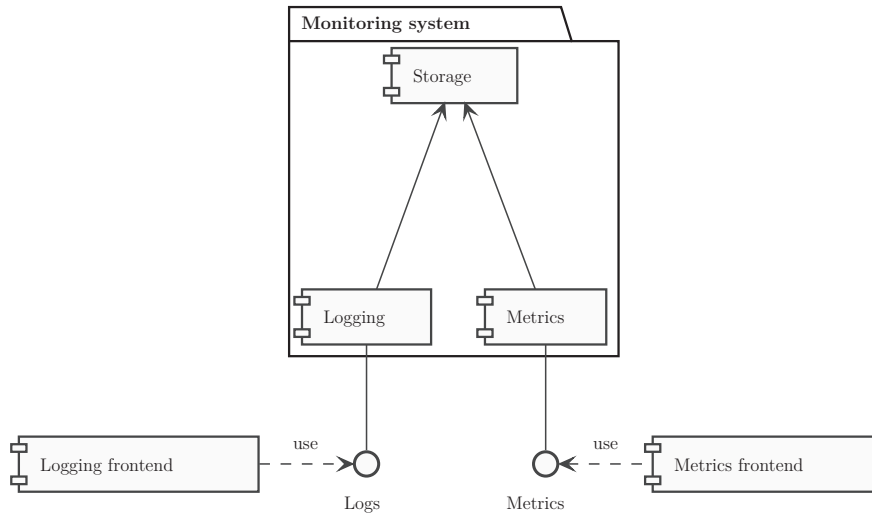 Monitoring system
Storage
Logging
Metrics
Logging frontend
use
use
Metrics frontend
Logs
Metrics